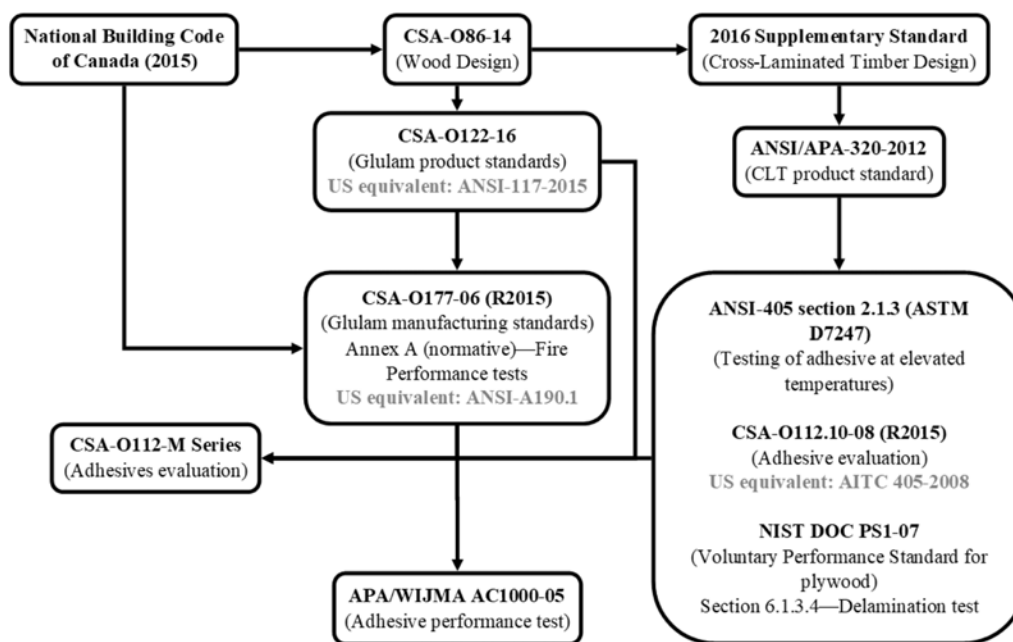 National Building Code
of Canada (2015)
CSA-O86-14
(Wood Design)
2016 Supplementary Standard
(Cross-Laminated Timber Design)
CSA-O122-16
(Glulam product standards)
US equivalent: ANSI-117-2015
ANSI/APA-320-2012
(CLT product standard)
CSA-O177-06 (R2015)
(Glulam manufacturing standards)
Annex A (normative)—Fire
Performance tests
US equivalent: ANSI-A190.1
ANSI-405 section 2.1.3 (ASTM
D7247)
(Testing of adhesive at elevated
temperatures)
CSA-O112.10-08 (R2015)
(Adhesive evaluation)
US equivalent: AITC 405-2008
NIST DOC PS1-07
(Voluntary Performance Standard for
plywood)
Section 6.1.3.4—Delamination test
CSA-O112-M Series
(Adhesives evaluation)
APA/WIJMA AC1000-05
(Adhesive performance test)